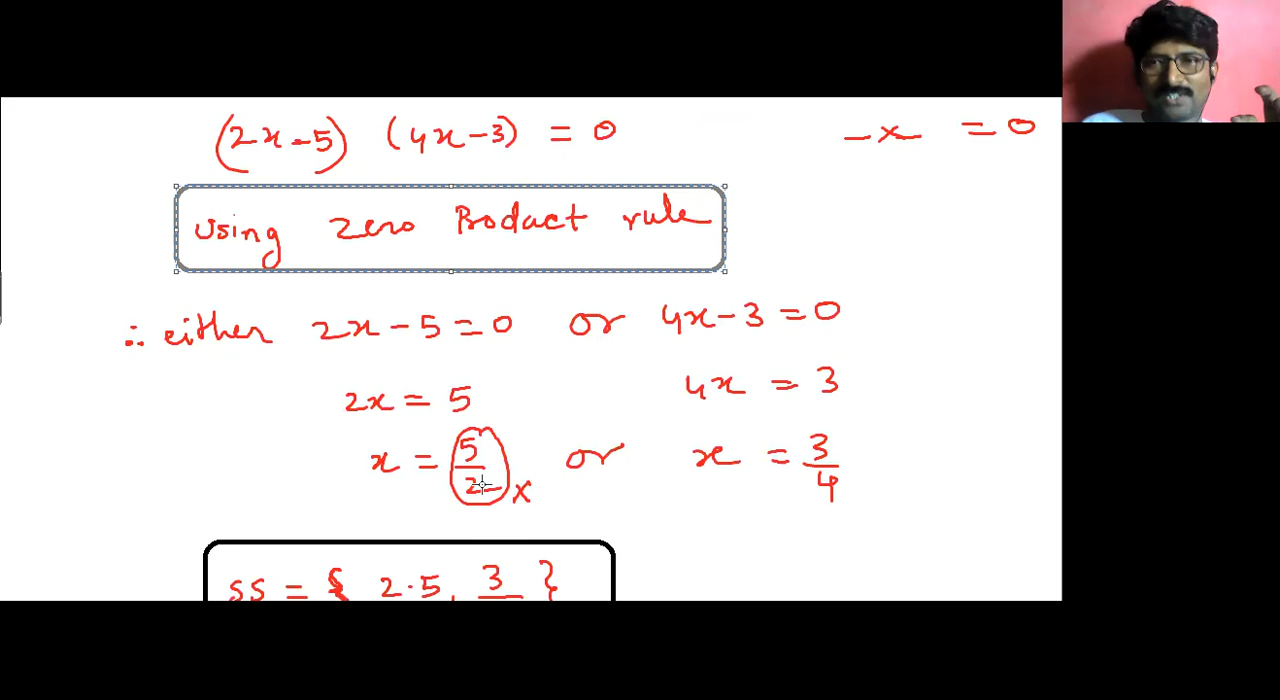 (2x-5) (4x-3) = 0
_x_ = 0
Using Zero Product rule
∴ either 2x-5=0 or 4x-3=0
2x = 5
4x = 3
x = 5/2 x or x = 3/4
SS = { 2.5, 3 }